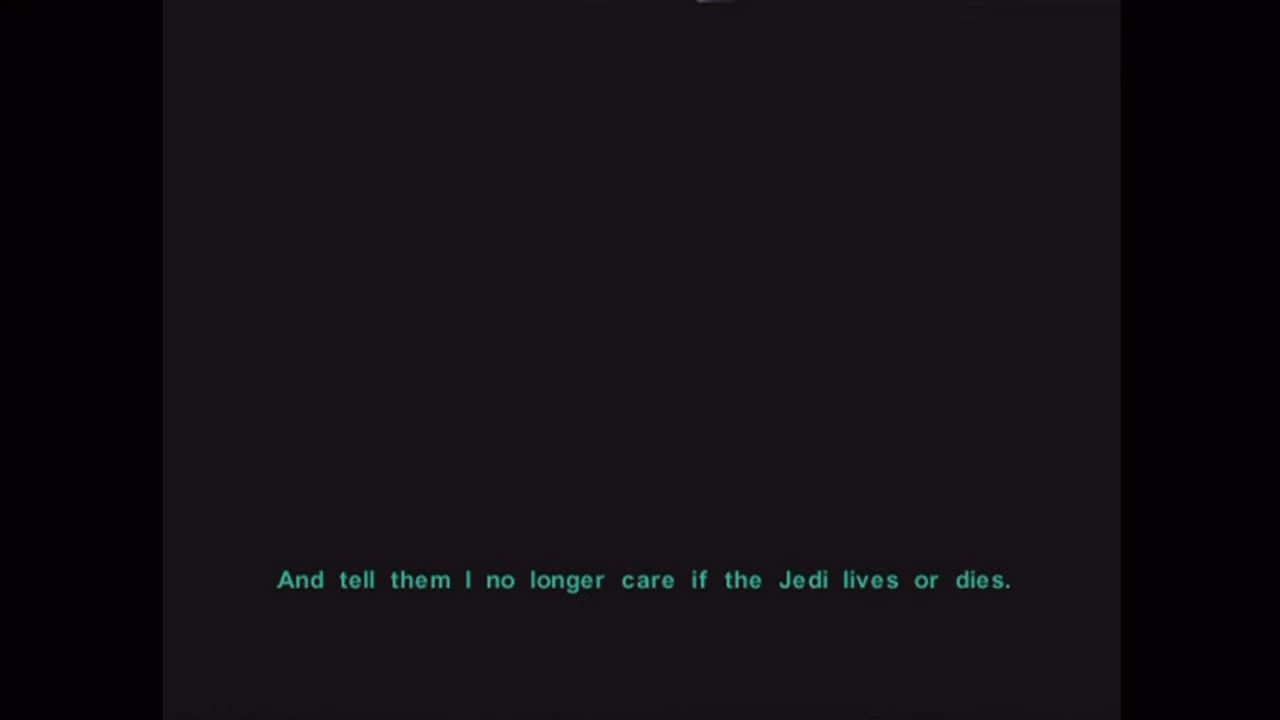 And tell them I no longer care if the Jedi lives or dies.